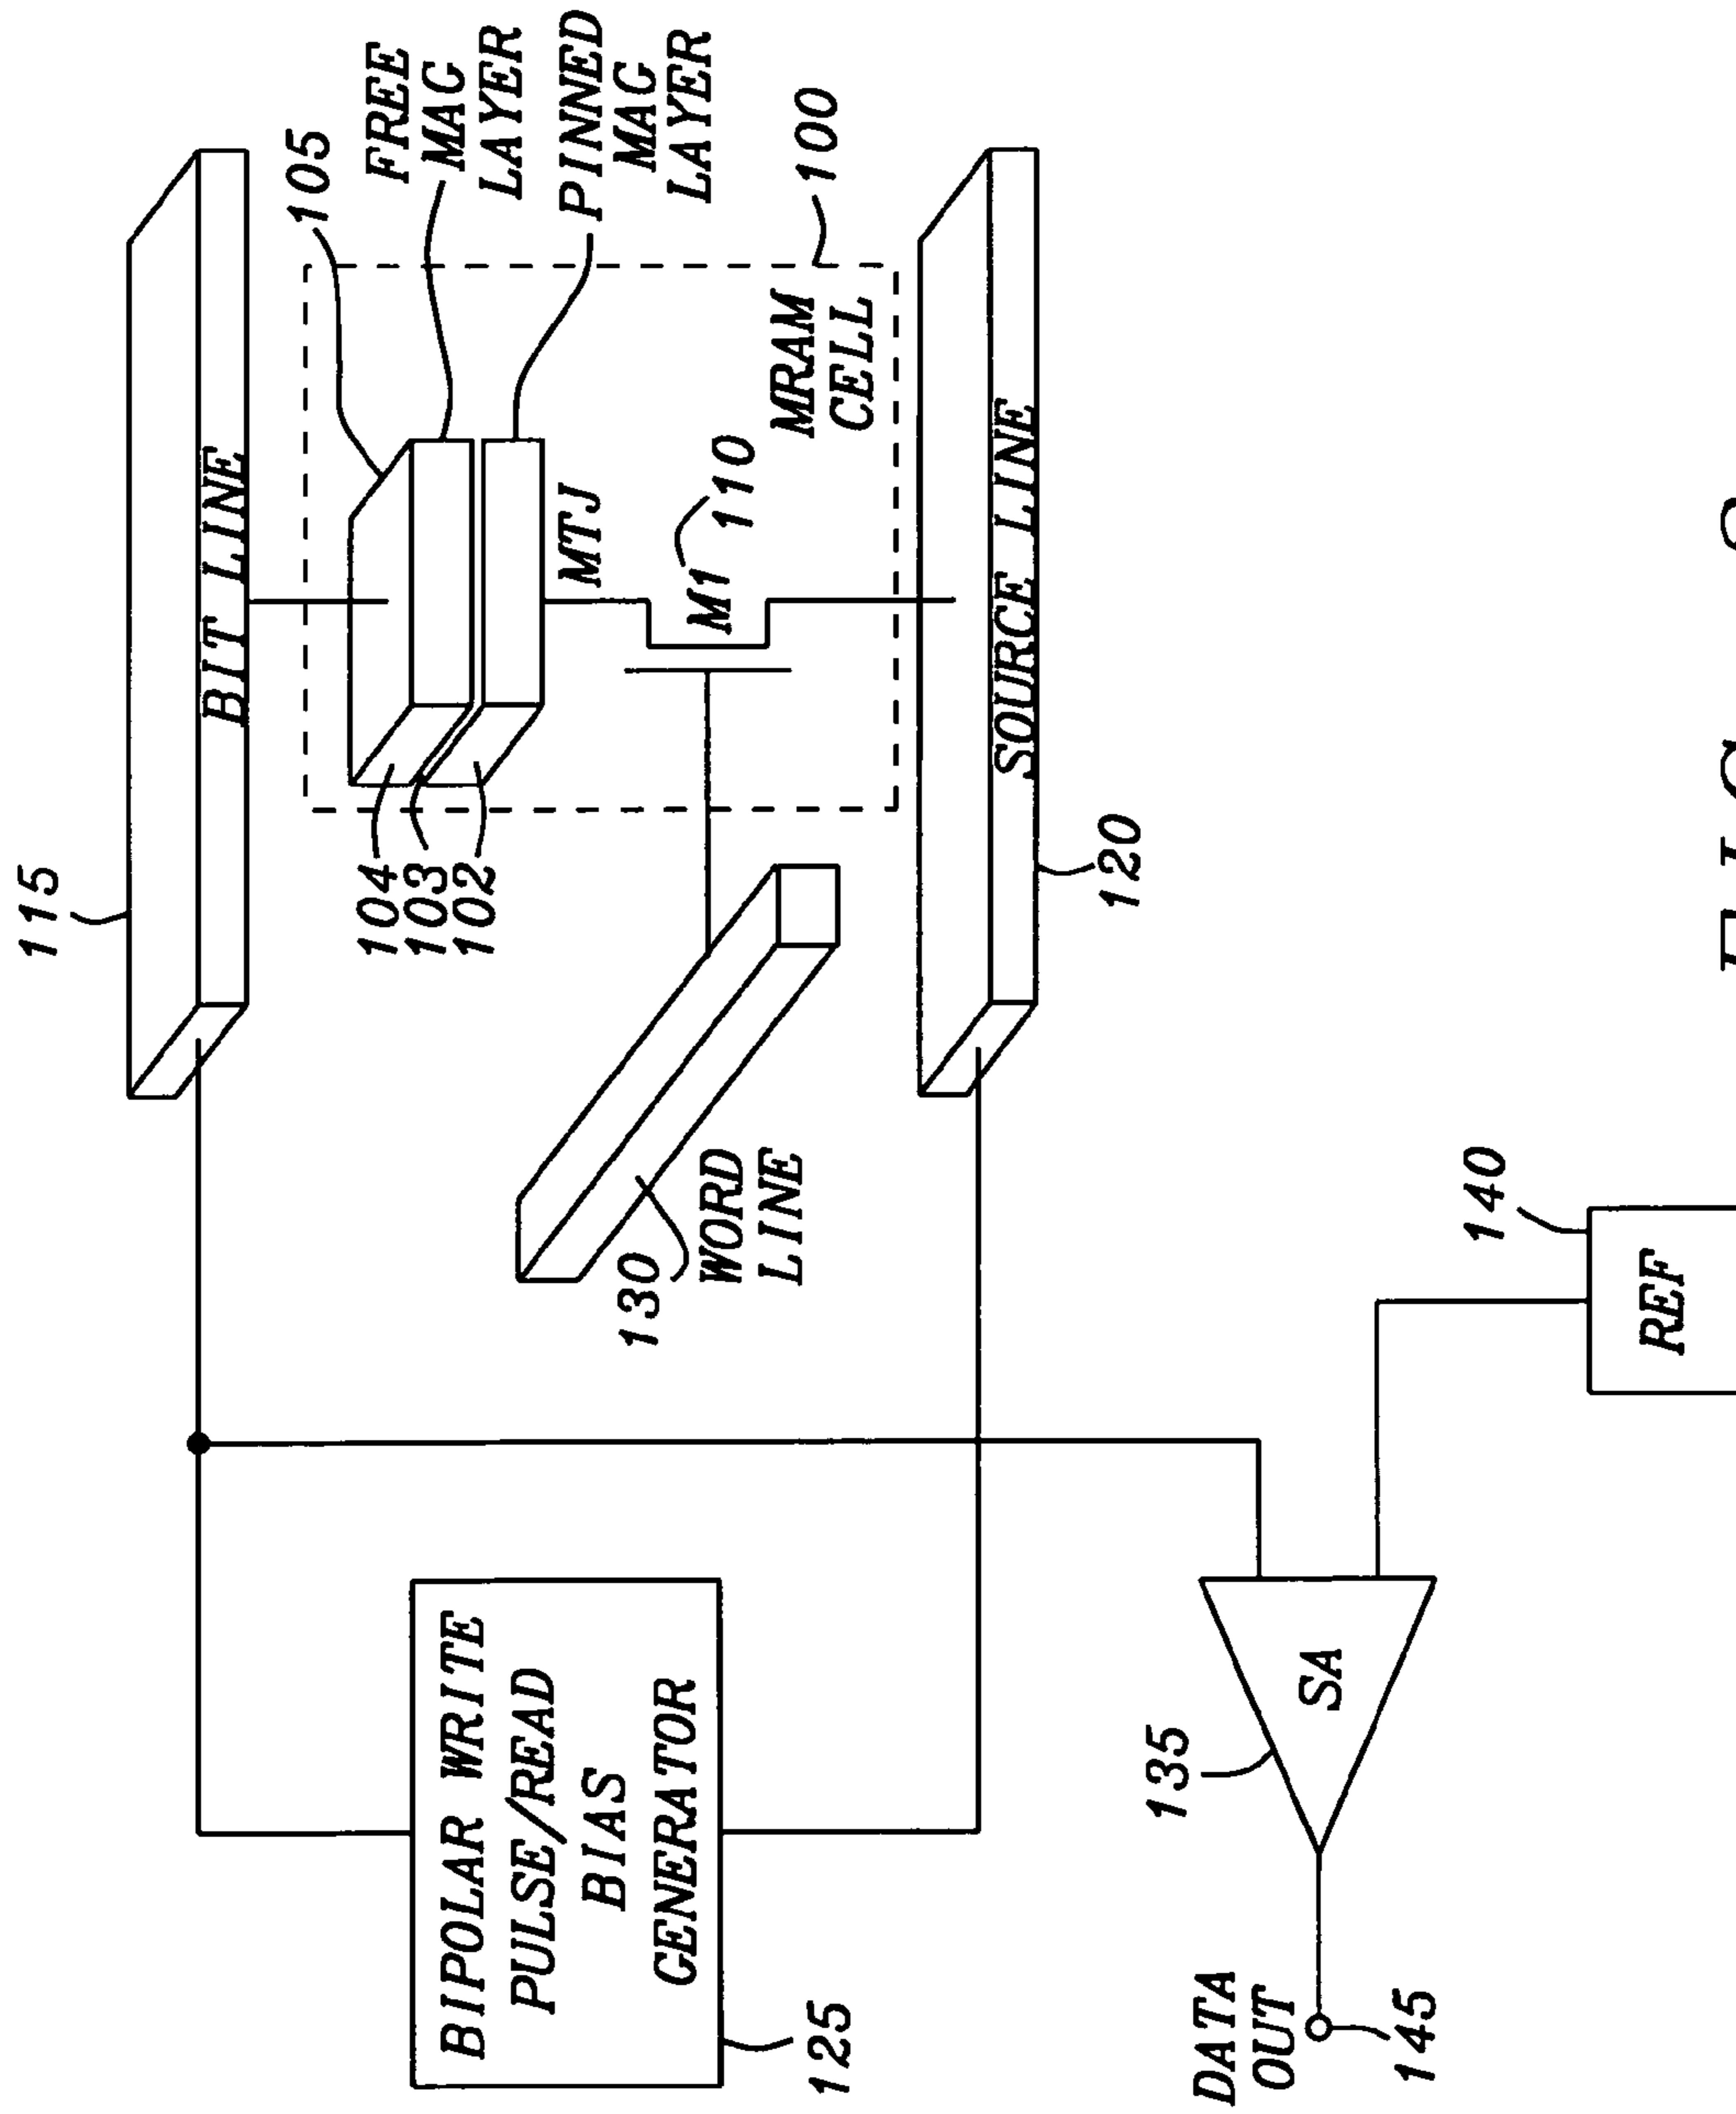 115
BIT LINE
105
104
103
102
FREE
MAG
LAYER
PINNED
MAG
LAYER
MTJ
M1
110
MRAM
CELL
100
BIPOLAR WRITE
PULSE/READ
BIAS
GENERATOR
125
130
WORD
LINE
SOURCE LINE
120
135
SA
DATA
OUT
145
140
REF